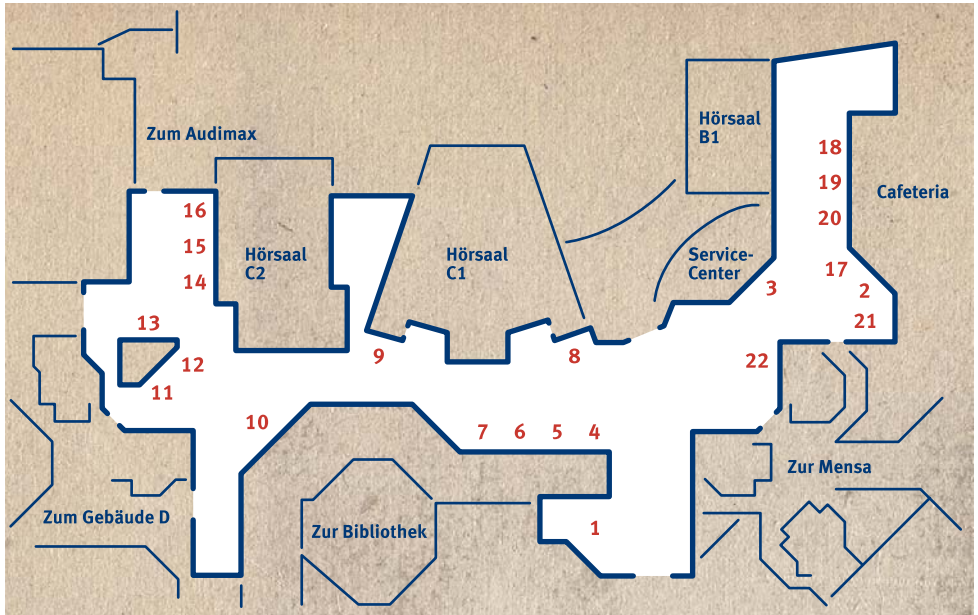 Zum Audimax
Hörsaal
B1
18
19
20
Cafeteria
16
15
14
Hörsaal
C2
Hörsaal
C1
Service-
Center
17
3
2
21
13
12
11
9
8
22
10
7 6 5 4
Zur Mensa
Zum Gebäude D
Zur Bibliothek
1